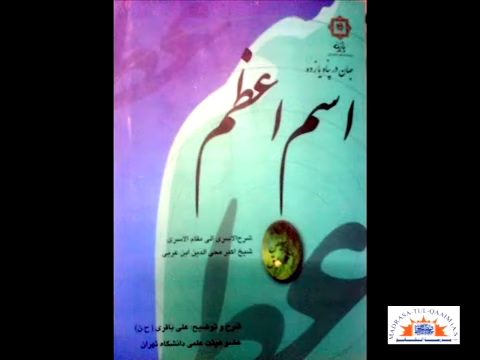 جهان در پناه یازده
اسم اعظم
شرح الاسری الی مقام الاسری
شیخ اکبر محی الدین ابن عربی
شرح و توضیح: علی باقری (ح-ن)
عضو هیئت علمی دانشگاه تهران
MADRASA-TUL-QAAIM (A.S)